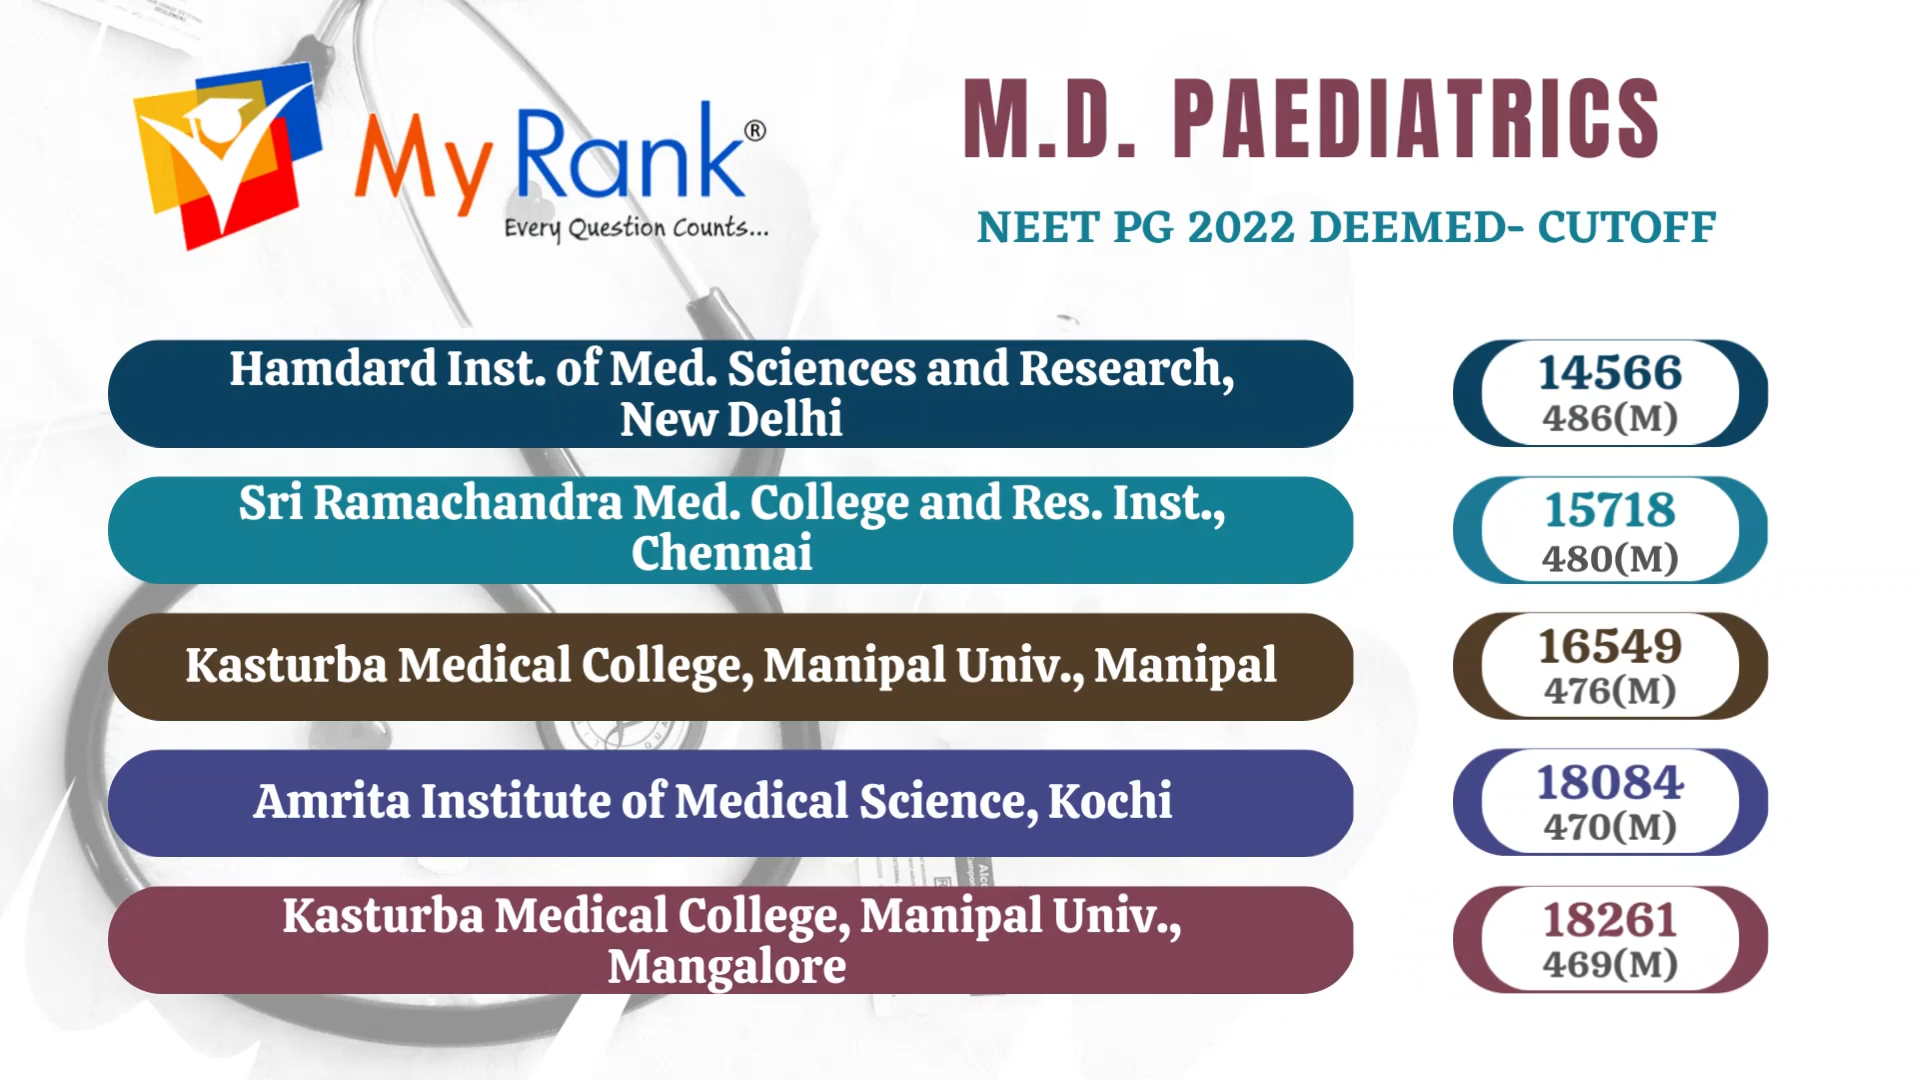 My Rank®
Every Question Counts...
M.D. PAEDIATRICS
NEET PG 2022 DEEMED- CUTOFF
Hamdard Inst. of Med. Sciences and Research,
New Delhi
14566
486(M)
Sri Ramachandra Med. College and Res. Inst.,
Chennai
15718
480(M)
Kasturba Medical College, Manipal Univ., Manipal
16549
476(M)
Amrita Institute of Medical Science, Kochi
18084
470(M)
Kasturba Medical College, Manipal Univ.,
Mangalore
18261
469(M)